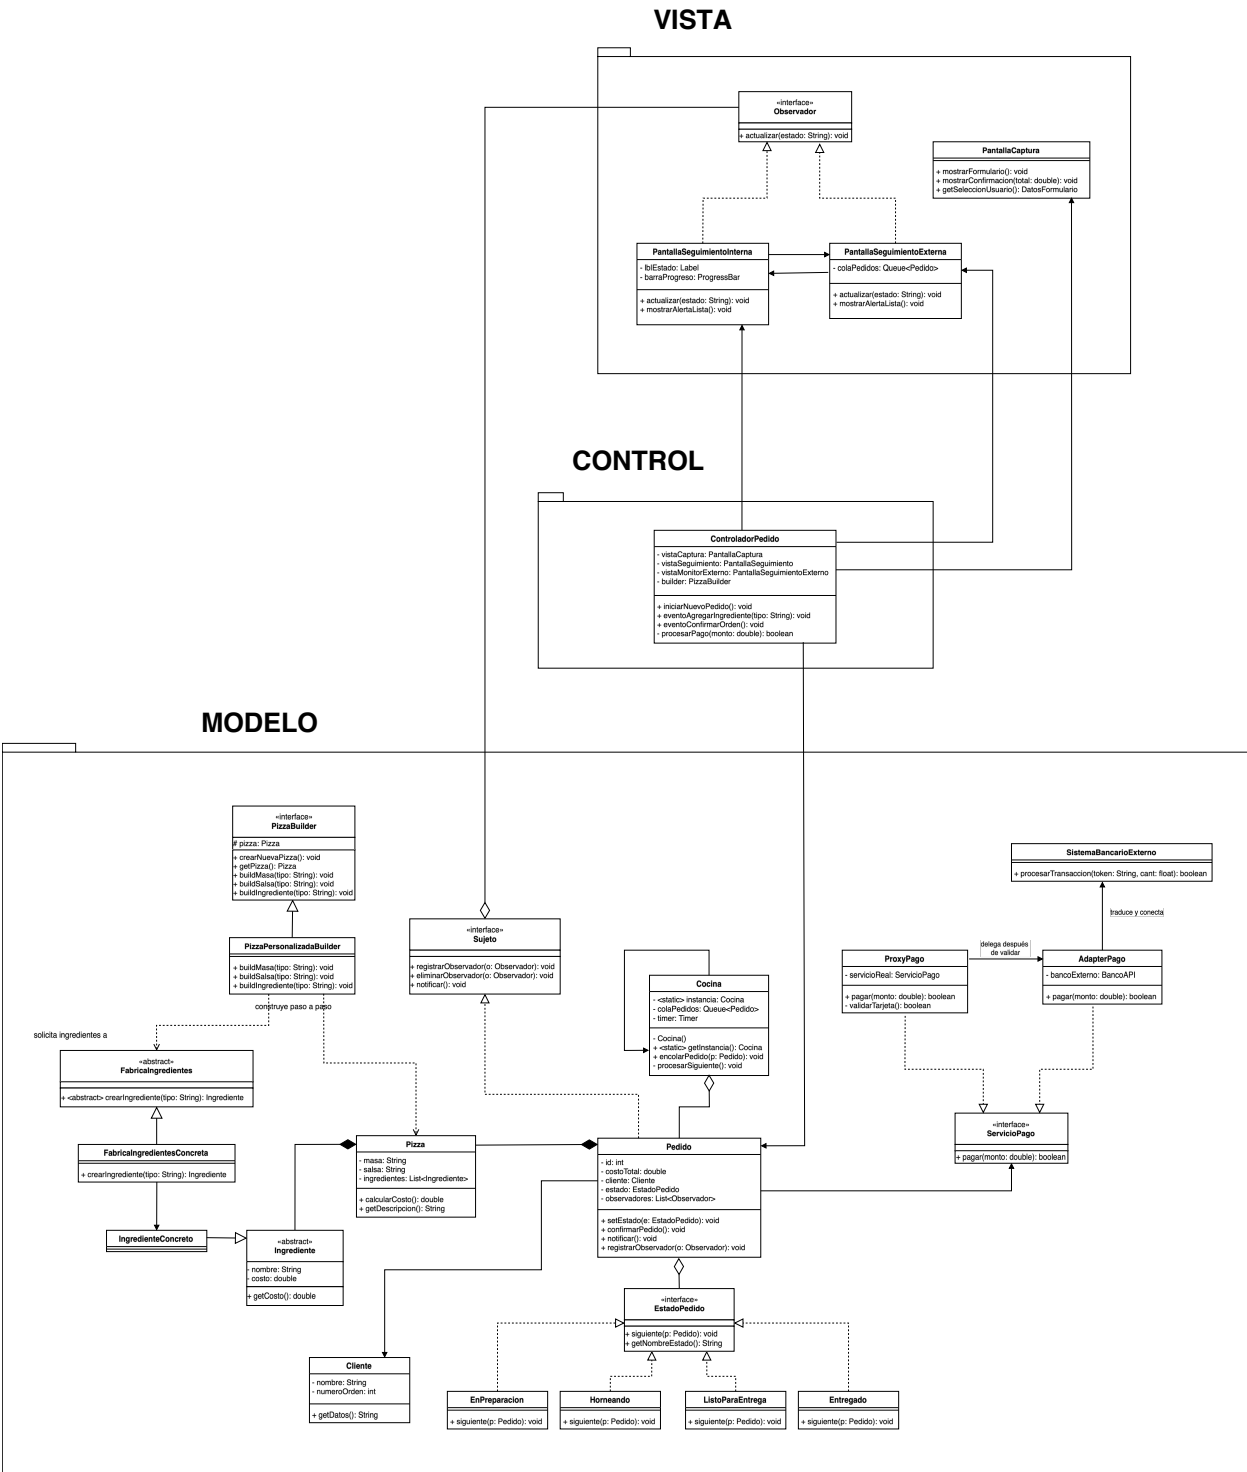 VISTA
«interface»
Observador
+ actualizar(estado: String): void
PantallaCaptura
+ mostrarFormulario(): void
+ mostrarConfirmacion(total: double): void
+ getSeleccionUsuario(): DatosFormulario
PantallaSeguimientoInterna
- lblEstado: Label
- barraProgreso: ProgressBar
+ actualizar(estado: String): void
+ mostrarAlertaLista(): void
PantallaSeguimientoExterna
- colaPedidos: Queue<Pedido>
+ actualizar(estado: String): void
+ mostrarAlertaLista(): void
CONTROL
ControladorPedido
- vistaCaptura: PantallaCaptura
- vistaSeguimiento: PantallaSeguimiento
- vistaMonitorExterno: PantallaSeguimientoExterno
- builder: PizzaBuilder
+ iniciarNuevoPedido(): void
+ eventoAgregarIngrediente(tipo: String): void
+ eventoConfirmarOrden(): void
- procesarPago(monto: double): boolean
MODELO
«interface»
PizzaBuilder
# pizza: Pizza
+ crearNuevaPizza(): void
+ getPizza(): Pizza
+ buildMasa(tipo: String): void
+ buildSalsa(tipo: String): void
+ buildIngrediente(tipo: String): void
PizzaPersonalizadaBuilder
+ buildMasa(tipo: String): void
+ buildSalsa(tipo: String): void
+ buildIngrediente(tipo: String): void
construye paso a paso
solicita ingredientes a
«abstract»
FabricaIngredientes
+ <abstract> crearIngrediente(tipo: String): Ingrediente
FabricaIngredientesConcreta
+ crearIngrediente(tipo: String): Ingrediente
IngredienteConcreto
«abstract»
Ingrediente
- nombre: String
- costo: double
+ getCosto(): double
Pizza
- masa: String
- salsa: String
- ingredientes: List<Ingrediente>
+ calcularCosto(): double
+ getDescripcion(): String
«interface»
Sujeto
+ registrarObservador(o: Observador): void
+ eliminarObservador(o: Observador): void
+ notificar(): void
Cocina
- <static> instancia: Cocina
- colaPedidos: Queue<Pedido>
- timer: Timer
- Cocina()
+ <static> getInstancia(): Cocina
+ encolarPedido(p: Pedido): void
- procesarSiguiente(): void
Pedido
- id: int
- costoTotal: double
- cliente: Cliente
- estado: EstadoPedido
- observadores: List<Observador>
+ setEstado(e: EstadoPedido): void
+ confirmarPedido(): void
+ notificar(): void
+ registrarObservador(o: Observador): void
SistemaBancarioExterno
+ procesarTransaccion(token: String, cant: float): boolean
traduce y conecta
delega después
de validar
ProxyPago
- servicioReal: ServicioPago
+ pagar(monto: double): boolean
- validarTarjeta(): boolean
AdapterPago
- bancoExterno: BancoAPI
+ pagar(monto: double): boolean
«interface»
ServicioPago
+ pagar(monto: double): boolean
«interface»
EstadoPedido
+ siguiente(p: Pedido): void
+ getNombreEstado(): String
Cliente
- nombre: String
- numeroOrden: int
+ getDatos(): String
EnPreparacion
+ siguiente(p: Pedido): void
Horneando
+ siguiente(p: Pedido): void
ListoParaEntrega
+ siguiente(p: Pedido): void
Entregado
+ siguiente(p: Pedido): void